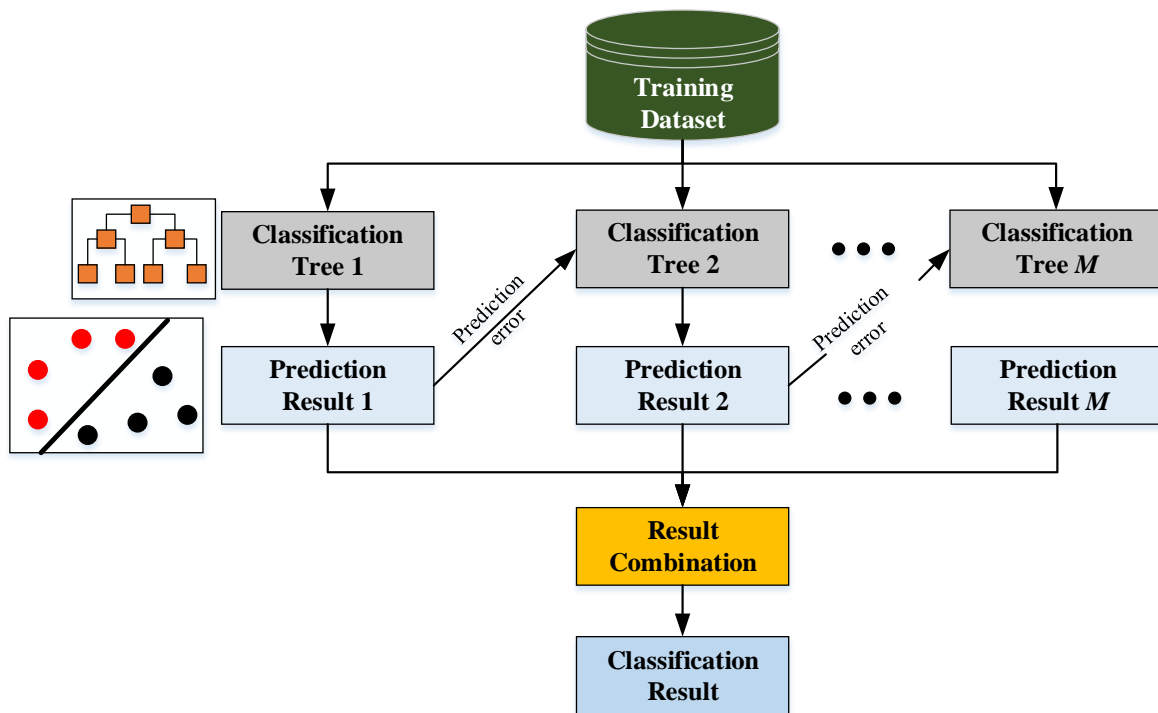 Training
Dataset
Classification
Tree 1
Classification
Tree 2
Classification
Tree M
Prediction
error
Prediction
error
Prediction
Result 1
Prediction
Result 2
Prediction
Result M
Result
Combination
Classification
Result